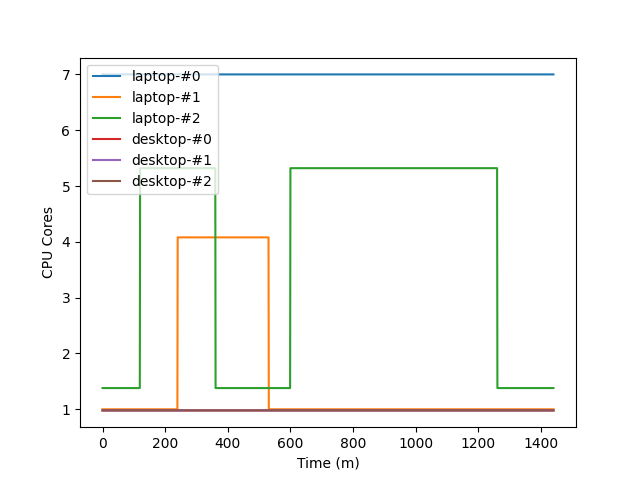 7
6
5
4
3
2
1
CPU Cores
laptop-#0
laptop-#1
laptop-#2
desktop-#0
desktop-#1
desktop-#2
0 200 400 600 800 1000 1200 1400
Time (m)